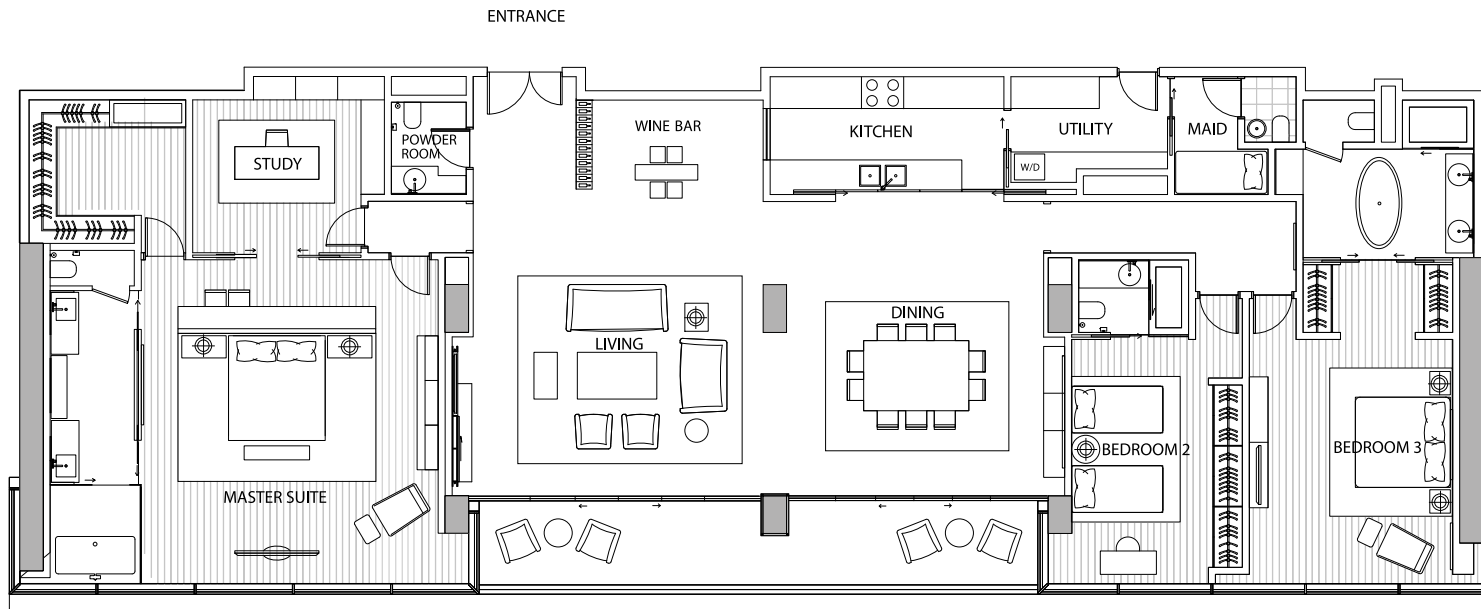 ENTRANCE
WINE BAR
KITCHEN
UTILITY
MAID
POWDER
ROOM
STUDY
W/D
DINING
LIVING
BEDROOM 2
BEDROOM 3
MASTER SUITE